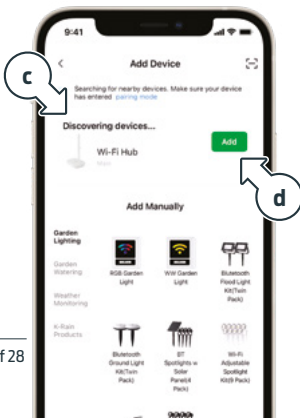 9:41
Add Device
Searching for nearby devices. Make sure your device
has entered pairing mode
c
Discovering devices...
Wi-Fi Hub
Add
d
Add Manually
Garden
Lighting
Garden
Watering
Weather
Monitoring
K-Rain
Products
RGB Garden
Light
WW Garden
Light
Bluetooth
Flood Light
Kit(Twin
Pack)
Blutetooth
Ground Light
Kit(Twin
Pack)
BT
Spotlights w
Solar
Panel(4
Pack)
Wi-Fi
Adjustable
Spotlight
Kit(9 Pack)
f 28